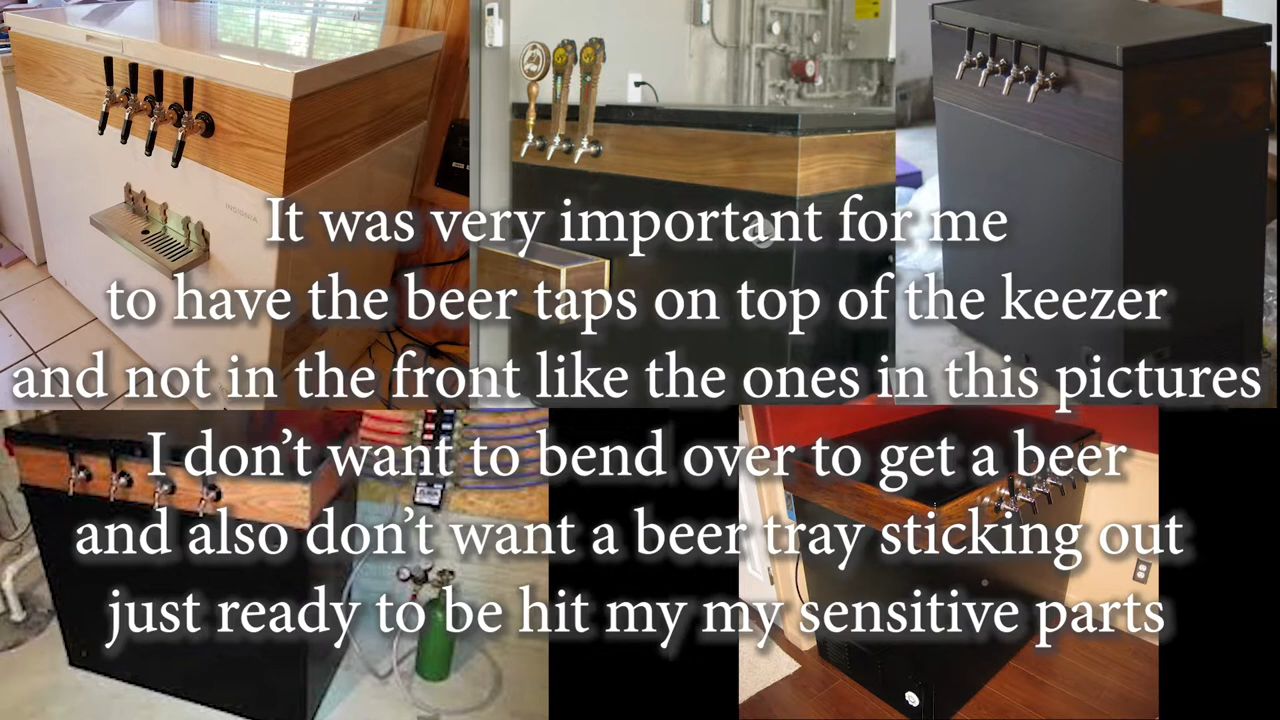 INSIGNIA
It was very important for me
to have the beer taps on top of the keezer
and not in the front like the ones in this pictures
I don't want to bend over to get a beer
and also don't want a beer tray sticking out
just ready to be hit my my sensitive parts